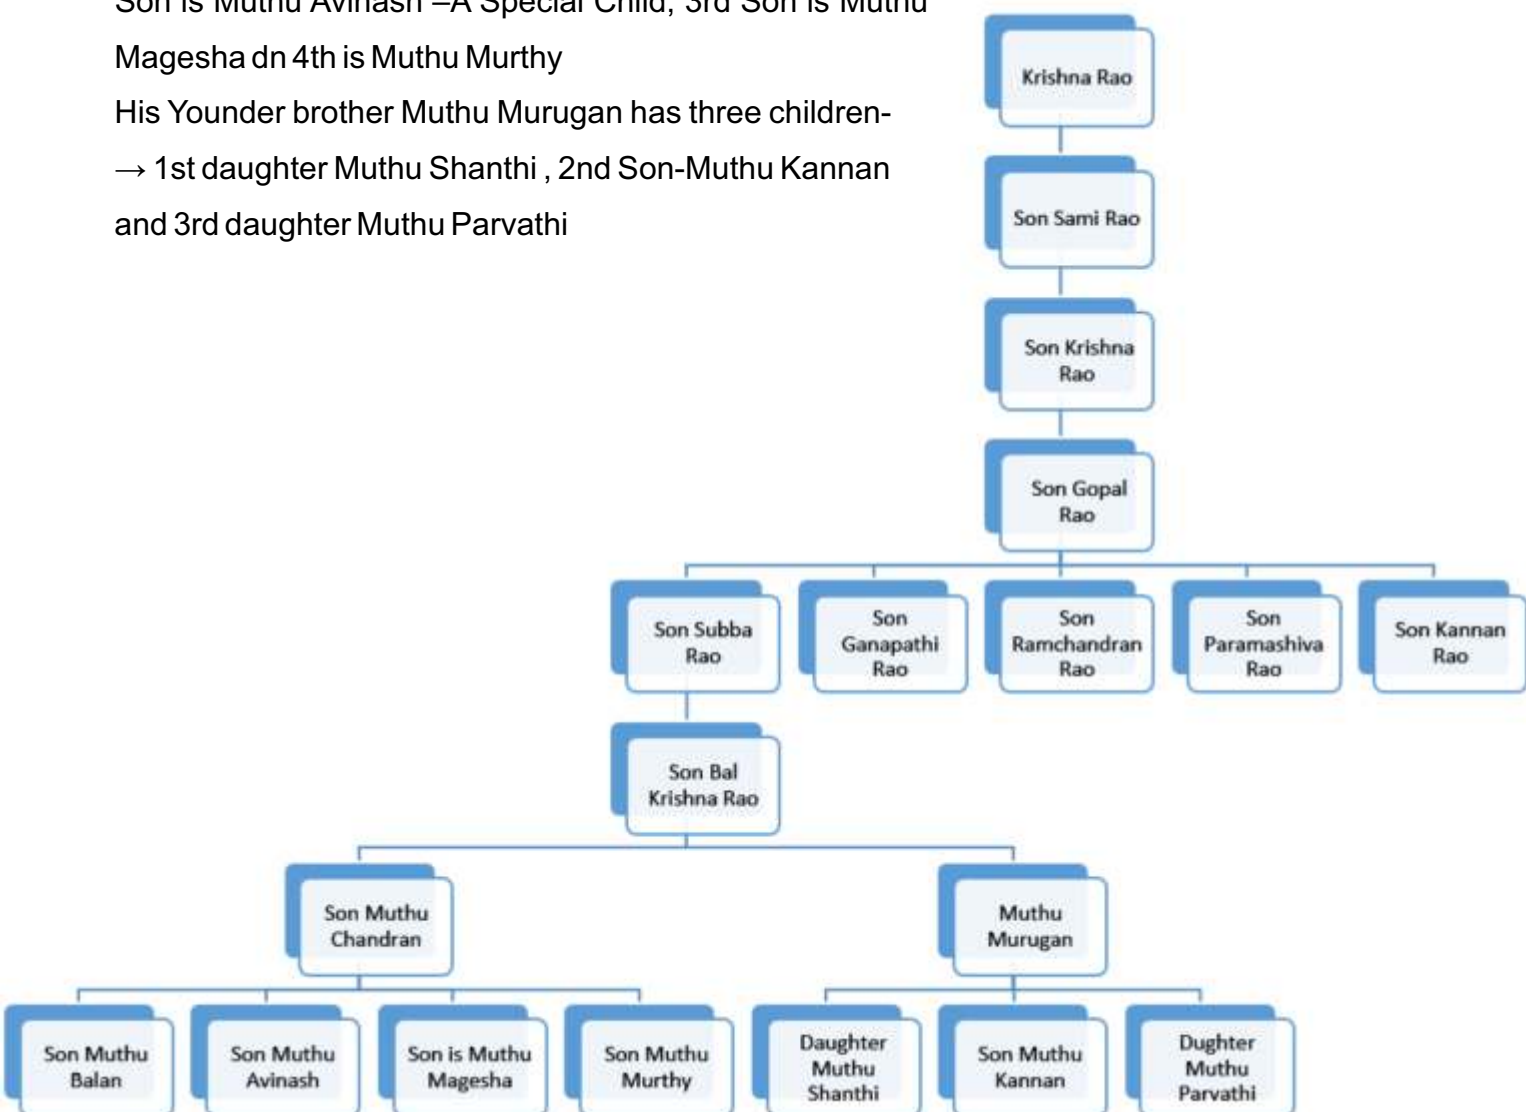 Son is Muthu Avinash –A Special Child, 3rd Son is Muthu
Magesha dn 4th is Muthu Murthy
His Younder brother Muthu Murugan has three children-
→ 1st daughter Muthu Shanthi , 2nd Son-Muthu Kannan
and 3rd daughter Muthu Parvathi
Krishna Rao
Son Sami Rao
Son Krishna
Rao
Son Gopal
Rao
Son Subba
Rao
Son
Ganapathi
Rao
Son
Ramchandran
Rao
Son
Paramashiva
Rao
Son Kannan
Rao
Son Bal
Krishna Rao
Son Muthu
Chandran
Muthu
Murugan
Son Muthu
Balan
Son Muthu
Avinash
Son is Muthu
Magesha
Son Muthu
Murthy
Daughter
Muthu
Shanthi
Son Muthu
Kannan
Dughter
Muthu
Parvathi